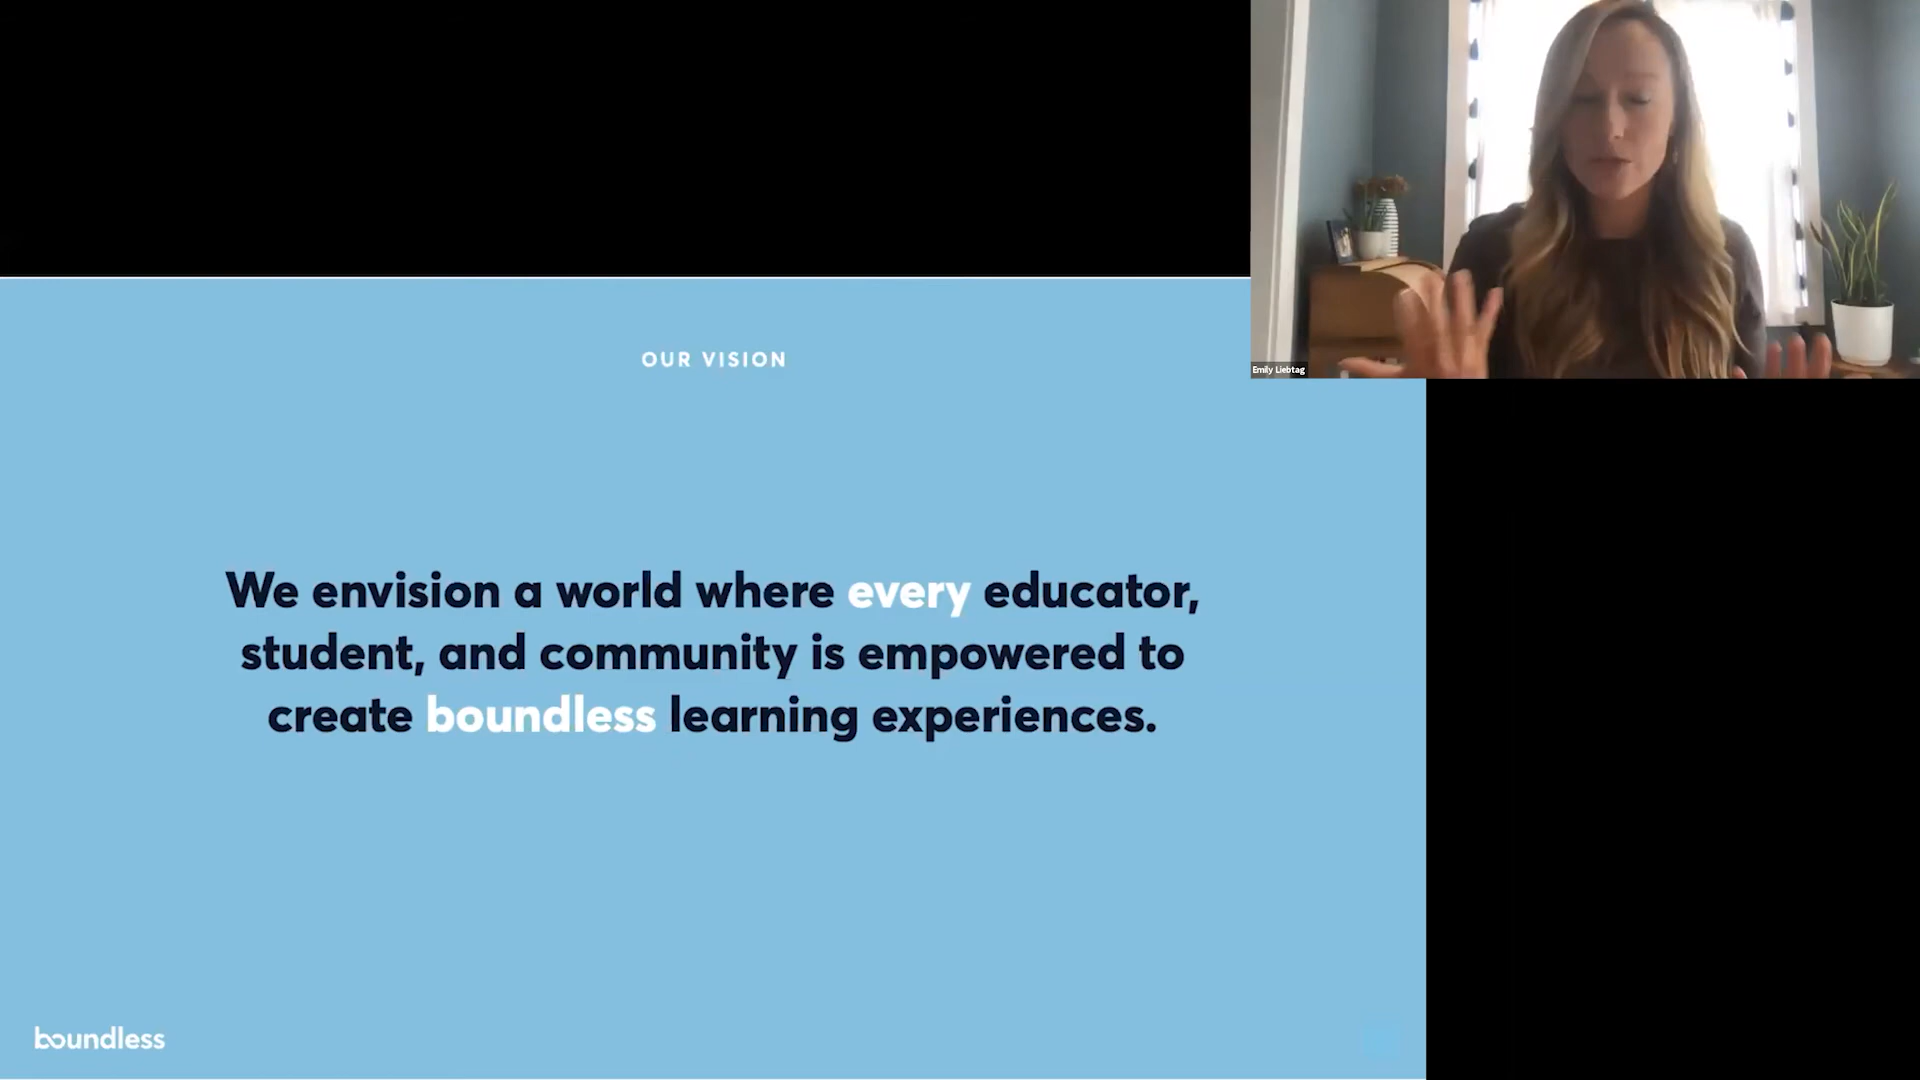 Emily Liebtag
OUR VISION
We envision a world where every educator,
student, and community is empowered to
create boundless learning experiences.
boundless